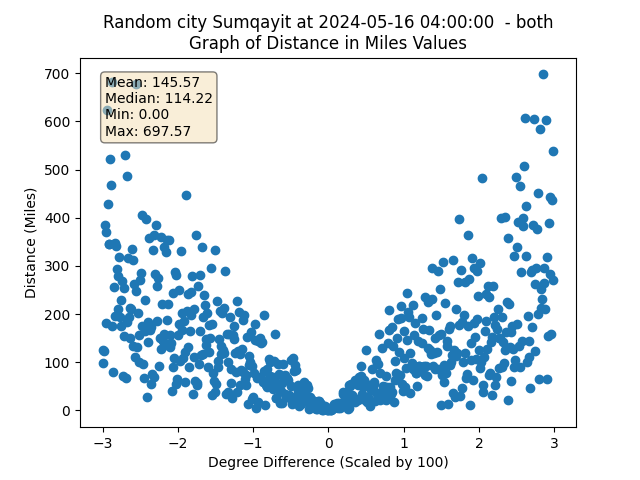 Random city Sumqayit at 2024-05-16 04:00:00  - both
Graph of Distance in Miles Values
Mean: 145.57
Median: 114.22
Min: 0.00
Max: 697.57
700
600
500
400
300
200
100
0
Distance (Miles)
−3 −2 −1 0 1 2 3
Degree Difference (Scaled by 100)